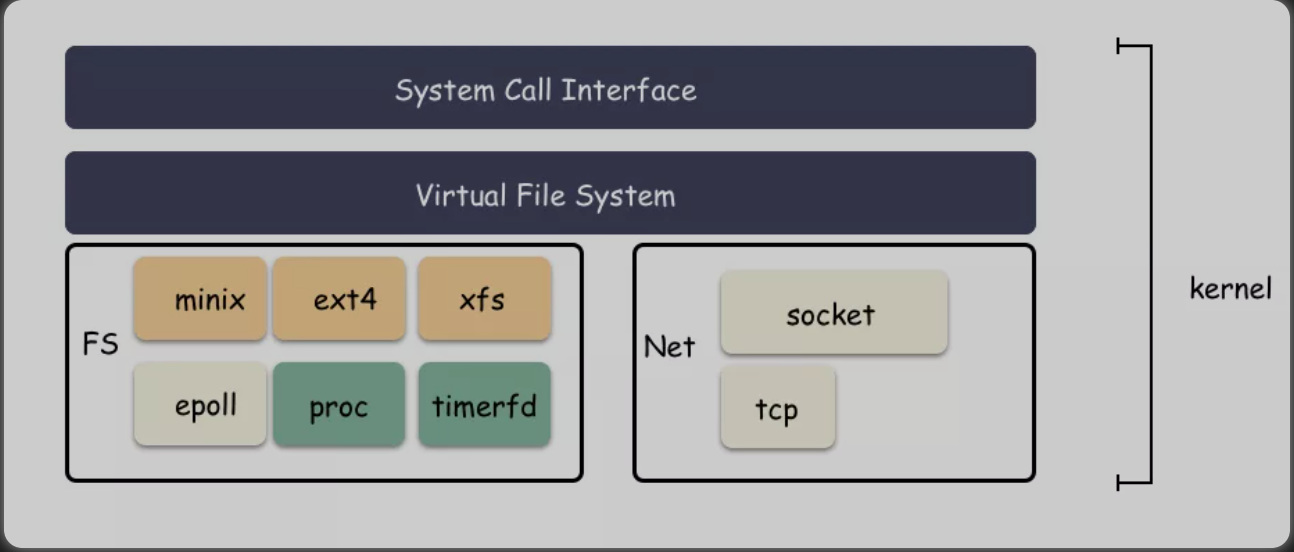 System Call Interface
Virtual File System
FS
minix
ext4
xfs
epoll
proc
timerfd
Net
socket
tcp
kernel